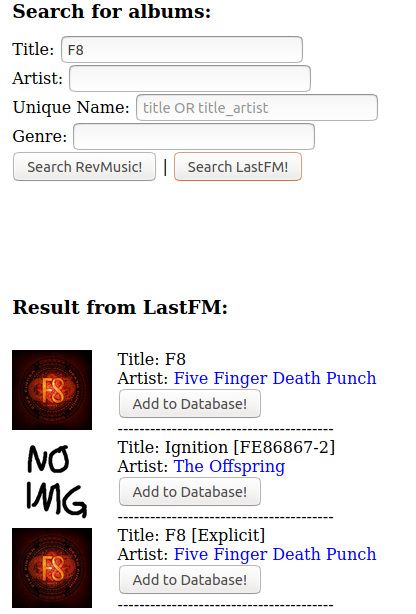 Search for albums:
Title: F8
Artist:
Unique Name: title OR title_artist
Genre:
Search RevMusic! | Search LastFM!
Result from LastFM:
F8
Title: F8
Artist: Five Finger Death Punch
Add to Database!
----------------------------------------
NO
IMG
Title: Ignition [FE86867-2]
Artist: The Offspring
Add to Database!
----------------------------------------
F8
Title: F8 [Explicit]
Artist: Five Finger Death Punch
Add to Database!
----------------------------------------